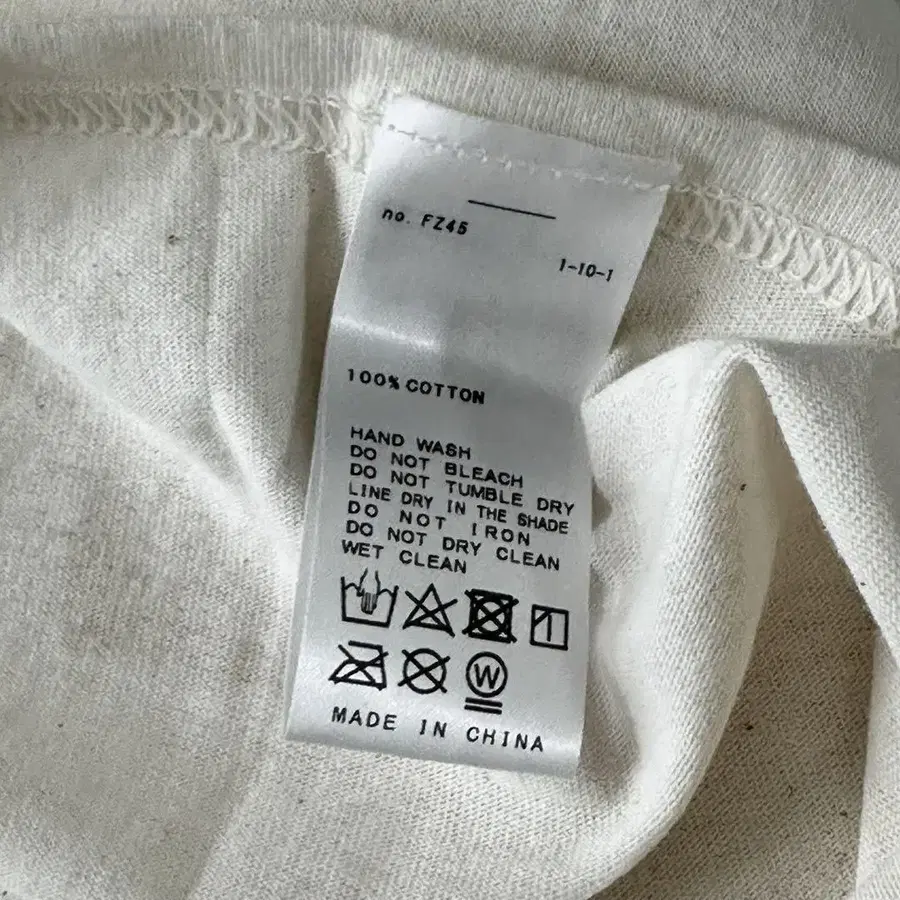 no. FZ45
1-10-1
100% COTTON
HAND WASH
DO NOT BLEACH
DO NOT TUMBLE DRY
LINE DRY IN THE SHADE
DO NOT IRON
DO NOT DRY CLEAN
WET CLEAN
W
MADE IN CHINA